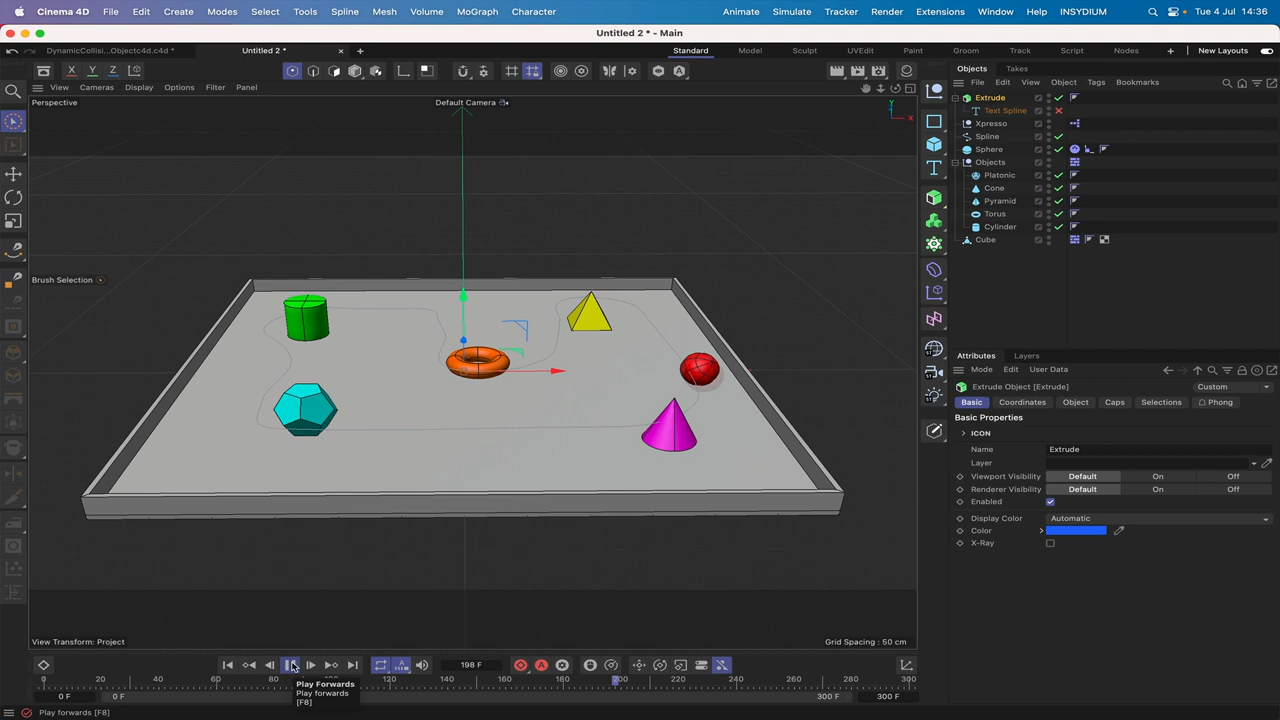 Cinema 4D File Edit Create Modes Select Tools Spline Mesh Volume MoGraph Character Animate Simulate Tracker Render Extensions Window Help INSYDIUM Tue 4 Jul 14:36
Untitled 2 * - Main
DynamicCollisi...Objectc4d.c4d * Untitled 2 * Standard Model Sculpt UVEdit Paint Groom Track Script Nodes New Layouts
X Y Z
Objects Takes
View Cameras Display Options Filter Panel
File Edit View Object Tags Bookmarks
Perspective Default Camera
Y
X
Extrude
Text Spline
Xpresso
Spline
Sphere
Objects
Platonic
Cone
Pyramid
Torus
Cylinder
Cube
Brush Selection
Attributes Layers
Mode Edit User Data
Extrude Object [Extrude] Custom
Basic Coordinates Object Caps Selections Phong
Basic Properties
ICON
Name Extrude
Layer
Viewport Visibility Default On Off
Renderer Visibility Default On Off
Enabled
Display Color Automatic
Color
X-Ray
View Transform: Project Grid Spacing : 50 cm
198 F
0 20 40 60 80 100 120 140 160 180 198 220 240 260 280 300
0 F 0 F 300 F 300 F
Play Forwards
Play forwards
[F8]
Play forwards [F8]